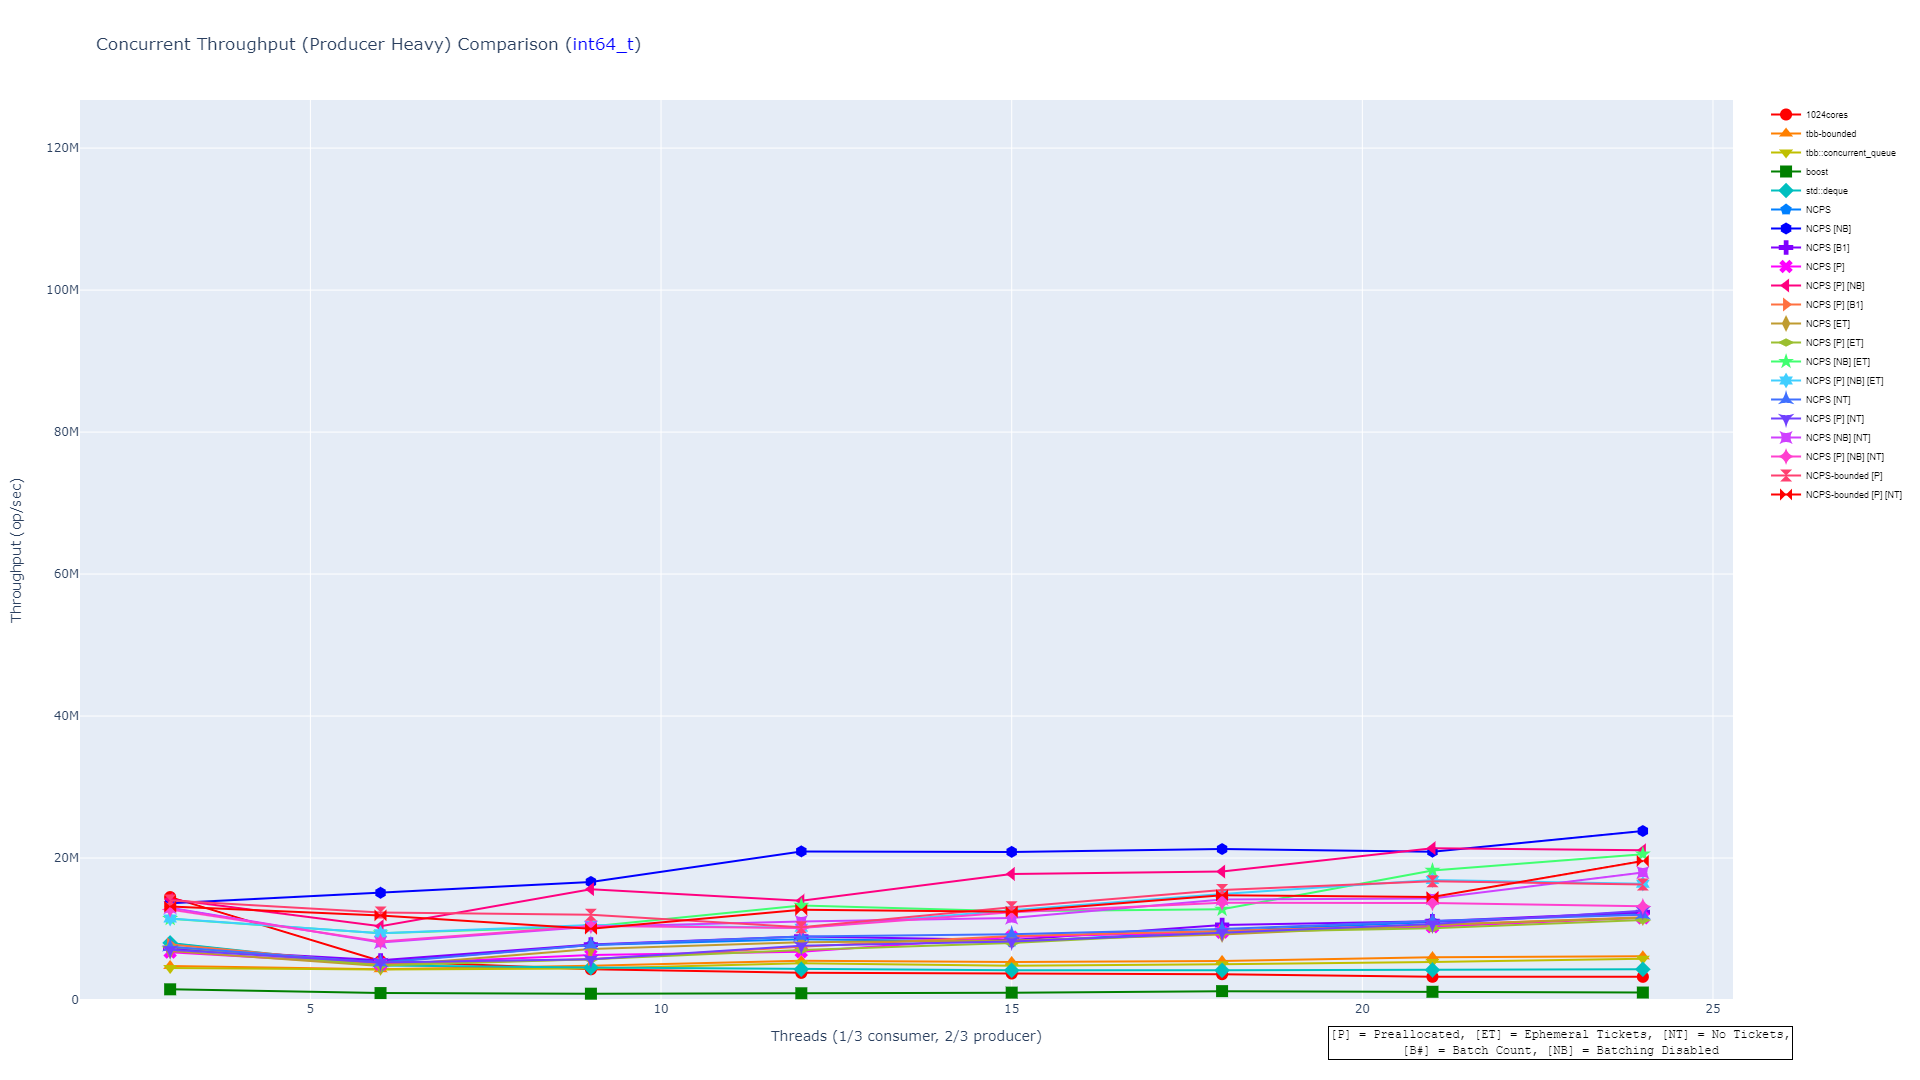 Concurrent Throughput (Producer Heavy) Comparison (int64_t)
Throughput (op/sec)
120M
100M
80M
60M
40M
20M
0
5
10
15
20
25
Threads (1/3 consumer, 2/3 producer)
1024cores
tbb-bounded
tbb::concurrent_queue
boost
std::deque
NCPS
NCPS [NB]
NCPS [B1]
NCPS [P]
NCPS [P] [NB]
NCPS [P] [B1]
NCPS [ET]
NCPS [P] [ET]
NCPS [NB] [ET]
NCPS [P] [NB] [ET]
NCPS [NT]
NCPS [P] [NT]
NCPS [NB] [NT]
NCPS [P] [NB] [NT]
NCPS-bounded [P]
NCPS-bounded [P] [NT]
[P] = Preallocated, [ET] = Ephemeral Tickets, [NT] = No Tickets,
[B#] = Batch Count, [NB] = Batching Disabled